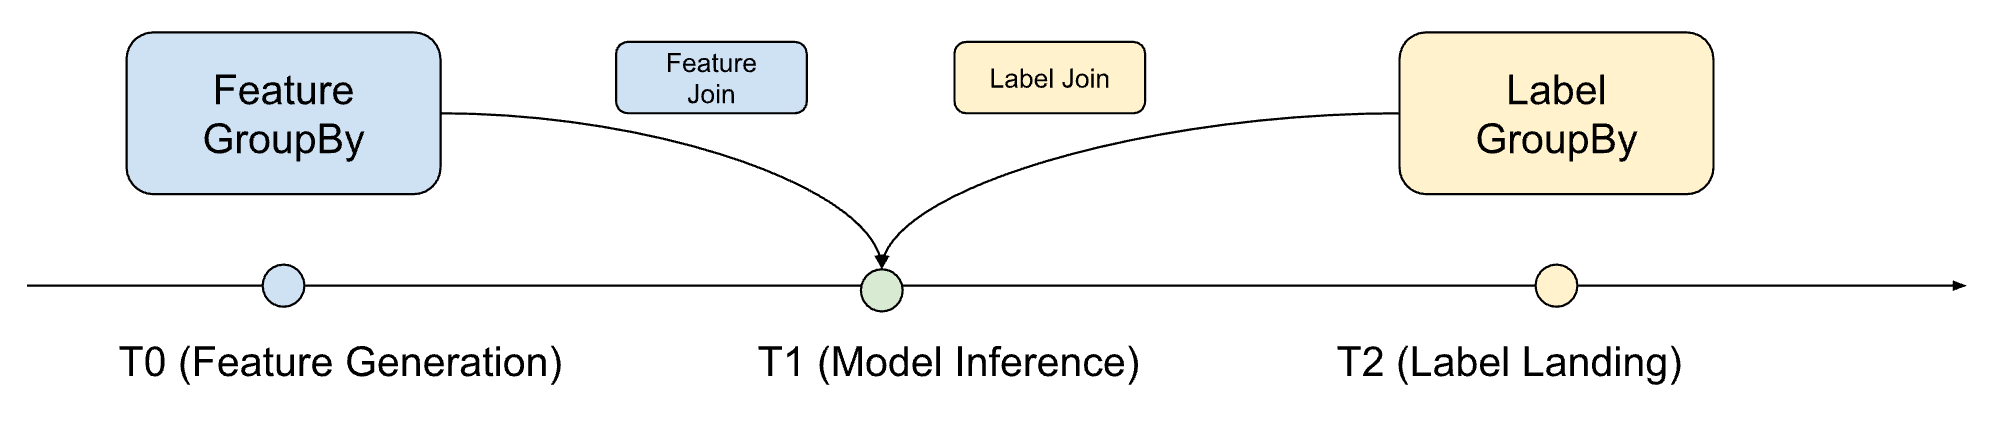 Feature
GroupBy
Feature
Join
Label Join
Label
GroupBy
T0 (Feature Generation)
T1 (Model Inference)
T2 (Label Landing)